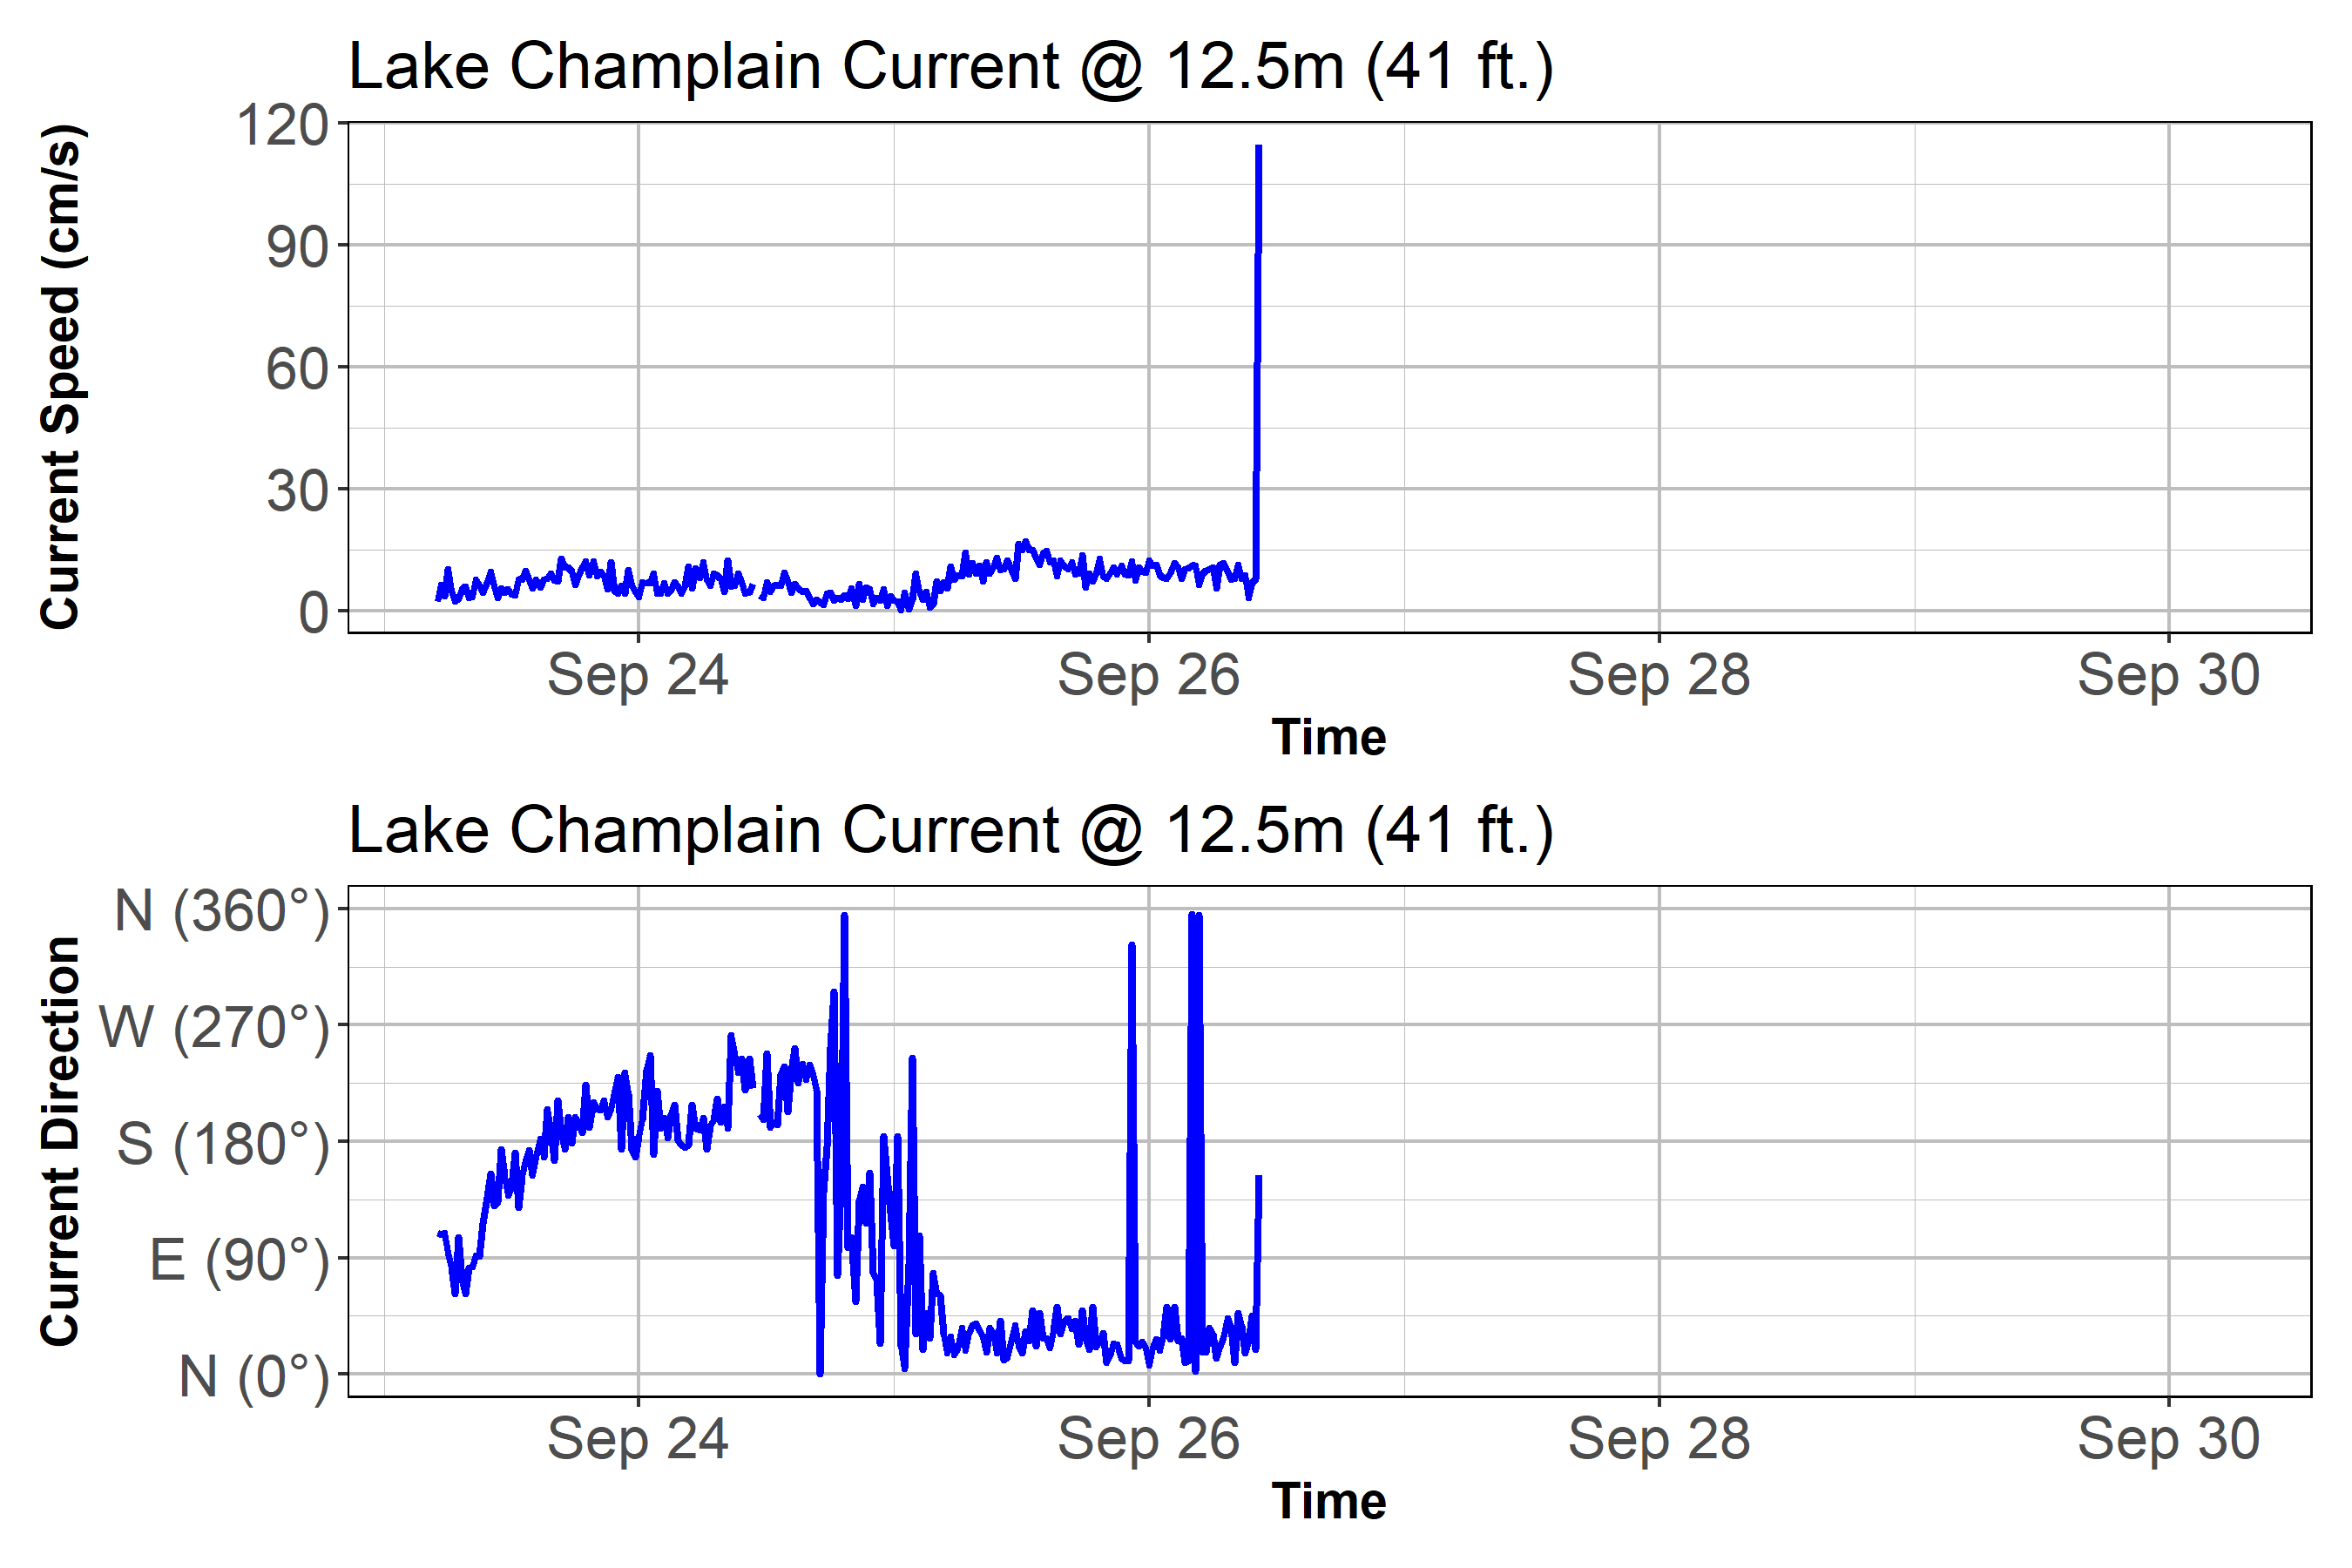 Lake Champlain Current @ 12.5m (41 ft.)
Current Speed (cm/s)
120
90
60
30
0
Sep 24 Sep 26 Sep 28 Sep 30
Time
Lake Champlain Current @ 12.5m (41 ft.)
Current Direction
N (360°)
W (270°)
S (180°)
E (90°)
N (0°)
Sep 24 Sep 26 Sep 28 Sep 30
Time